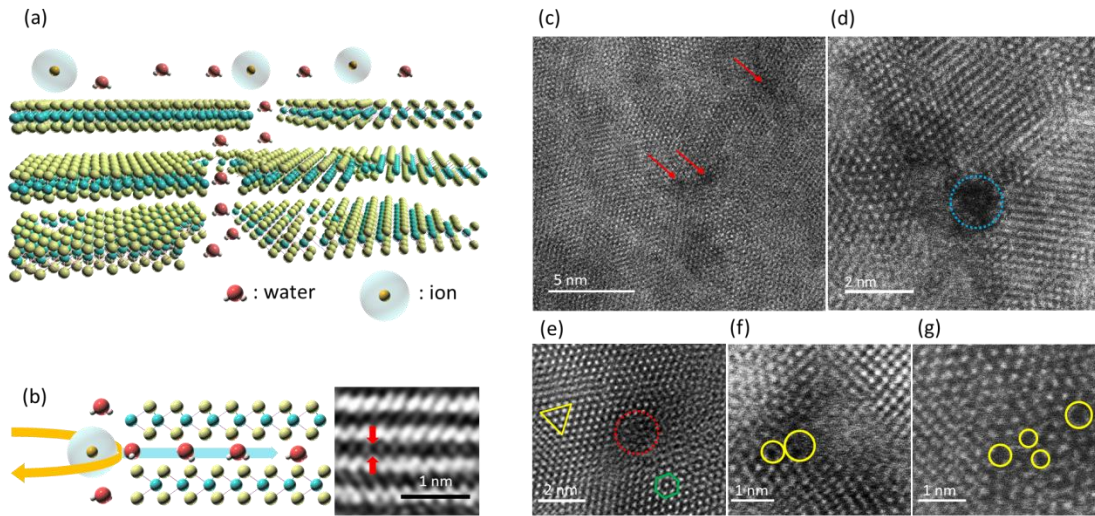 (a)
: water
: ion
(b)
1 nm
(c)
5 nm
(d)
2 nm
(e)
2 nm
(f)
1 nm
(g)
1 nm